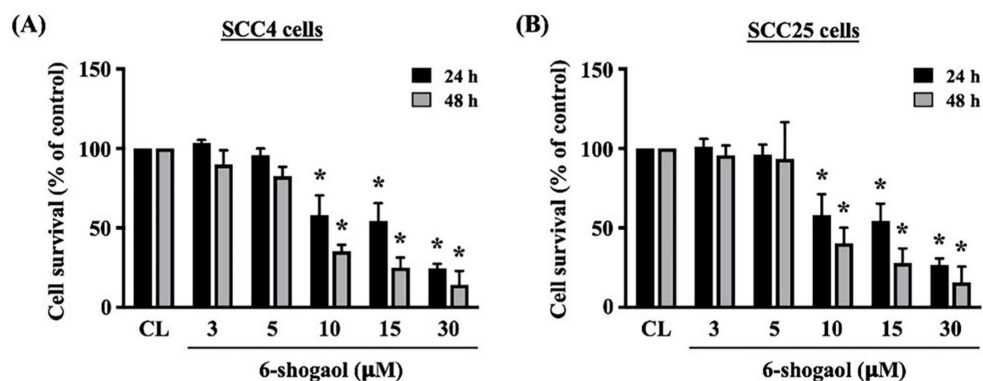 (A)
SCC4 cells
Cell survival (% of control)
150
100
50
0
24 h
48 h
*
*
*
*
*
*
CL 3 5 10 15 30
6-shogaol (μM)
(B)
SCC25 cells
Cell survival (% of control)
150
100
50
0
24 h
48 h
*
*
*
*
*
*
CL 3 5 10 15 30
6-shogaol (μM)